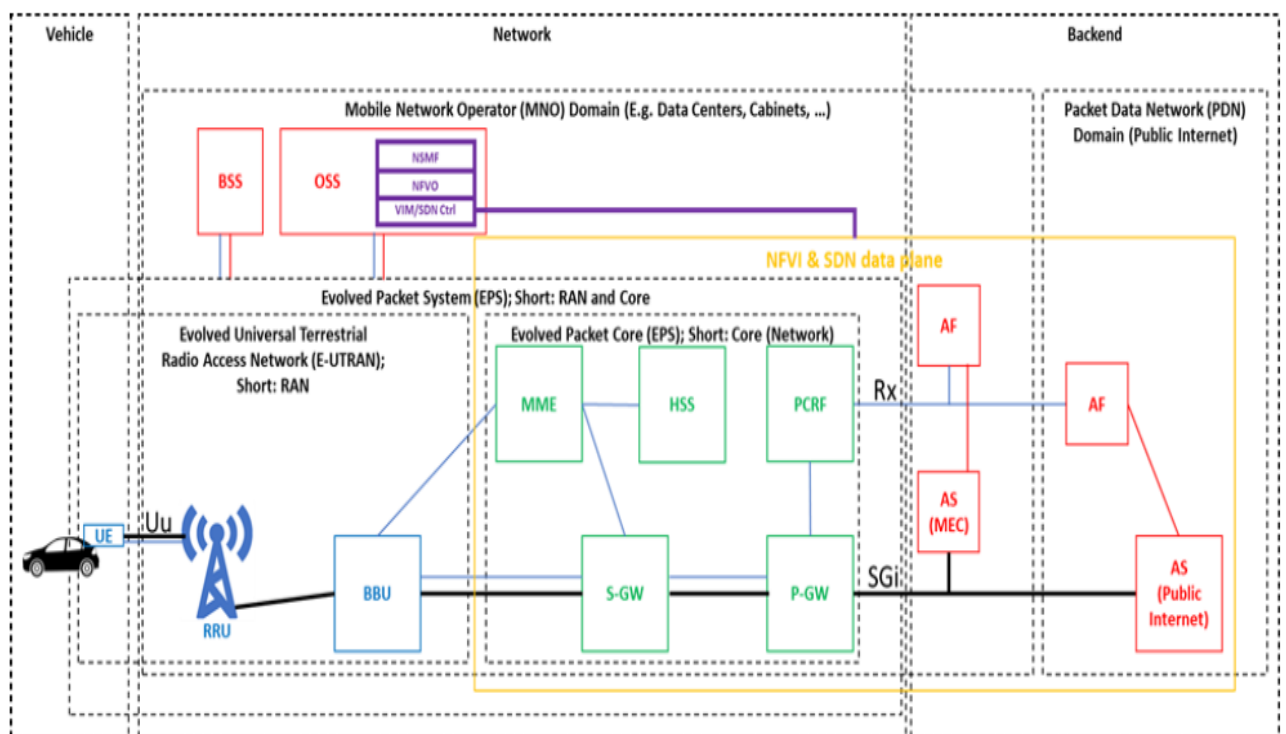 Vehicle
Network
Backend
Mobile Network Operator (MNO) Domain (E.g. Data Centers, Cabinets, ...)
Packet Data Network (PDN)
Domain (Public Internet)
BSS
OSS
NSMF
NFVO
VIM/SDN Ctrl
NFVI & SDN data plane
Evolved Packet System (EPS); Short: RAN and Core
Evolved Universal Terrestrial
Radio Access Network (E-UTRAN);
Short: RAN
Evolved Packet Core (EPS); Short: Core (Network)
AF
MME
HSS
PCRF
Rx
AF
AS
(MEC)
UE
Uu
RRU
BBU
S-GW
P-GW
SGi
AS
(Public
Internet)